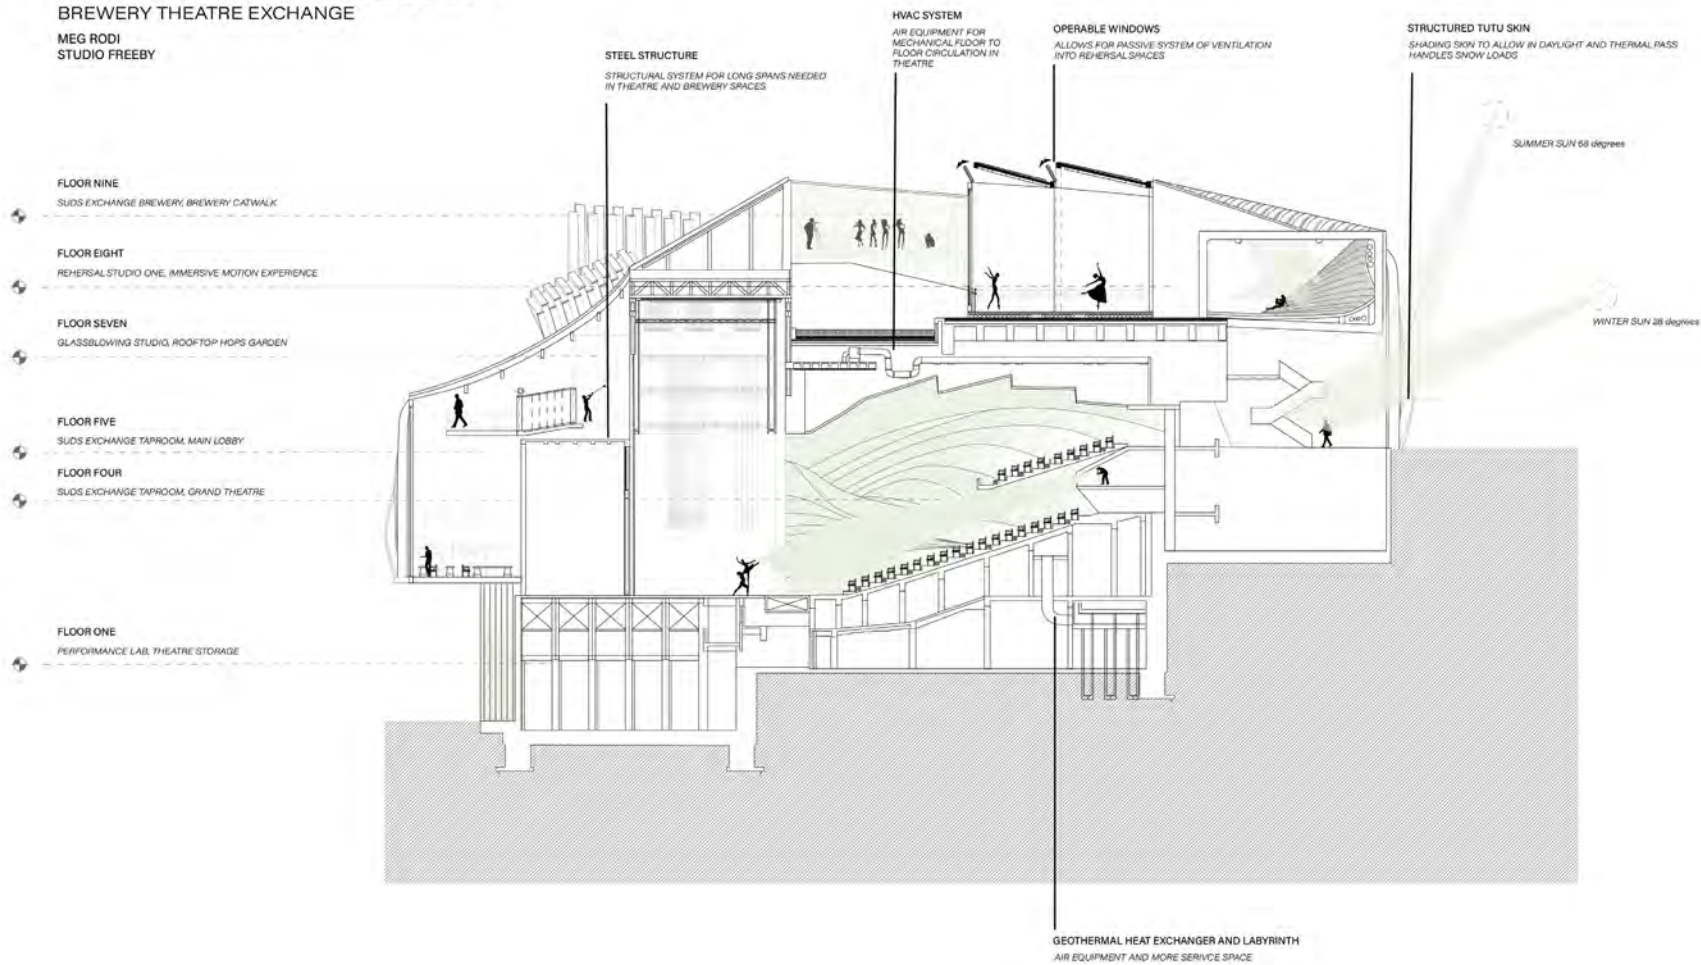 BREWERY THEATRE EXCHANGE
MEG RODI
STUDIO FREEBY
STEEL STRUCTURE
STRUCTURAL SYSTEM FOR LONG SPANS NEEDED
IN THEATRE AND BREWERY SPACES
HVAC SYSTEM
AIR EQUIPMENT FOR
MECHANICAL FLOOR TO
FLOOR CIRCULATION IN
THEATRE
OPERABLE WINDOWS
ALLOWS FOR PASSIVE SYSTEM OF VENTILATION
INTO REHERSAL SPACES
STRUCTURED TUTU SKIN
SHADING SKIN TO ALLOW IN DAYLIGHT AND THERMAL PASS
HANDLES SNOW LOADS
SUMMER SUN 68 degrees
WINTER SUN 28 degrees
FLOOR NINE
SUDS EXCHANGE BREWERY, BREWERY CATWALK
FLOOR EIGHT
REHERSAL STUDIO ONE, IMMERSIVE MOTION EXPERIENCE
FLOOR SEVEN
GLASSBLOWING STUDIO, ROOFTOP HOPS GARDEN
FLOOR FIVE
SUDS EXCHANGE TAPROOM, MAIN LOBBY
FLOOR FOUR
SUDS EXCHANGE TAPROOM, GRAND THEATRE
FLOOR ONE
PERFORMANCE LAB, THEATRE STORAGE
GEOTHERMAL HEAT EXCHANGER AND LABYRINTH
AIR EQUIPMENT AND MORE SERIVCE SPACE